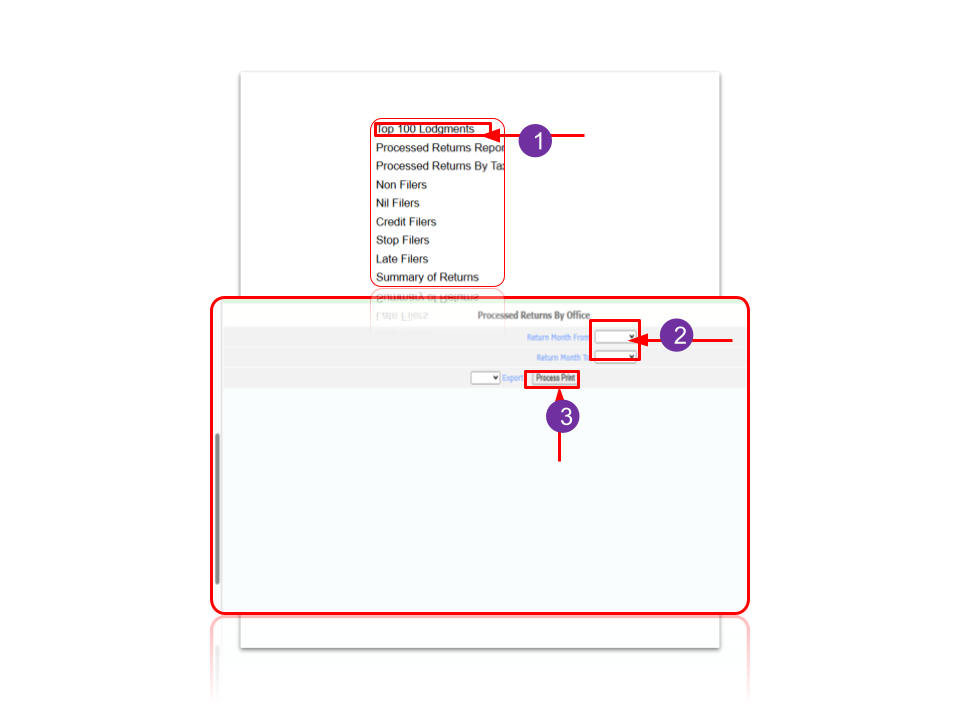 Top 100 Lodgments
1
Processed Returns Repor
Processed Returns By Tax
Non Filers
Nil Filers
Credit Filers
Stop Filers
Late Filers
Summary of Returns
Processed Returns By Office
Return Month From
2
Return Month To
Export Process Print
3